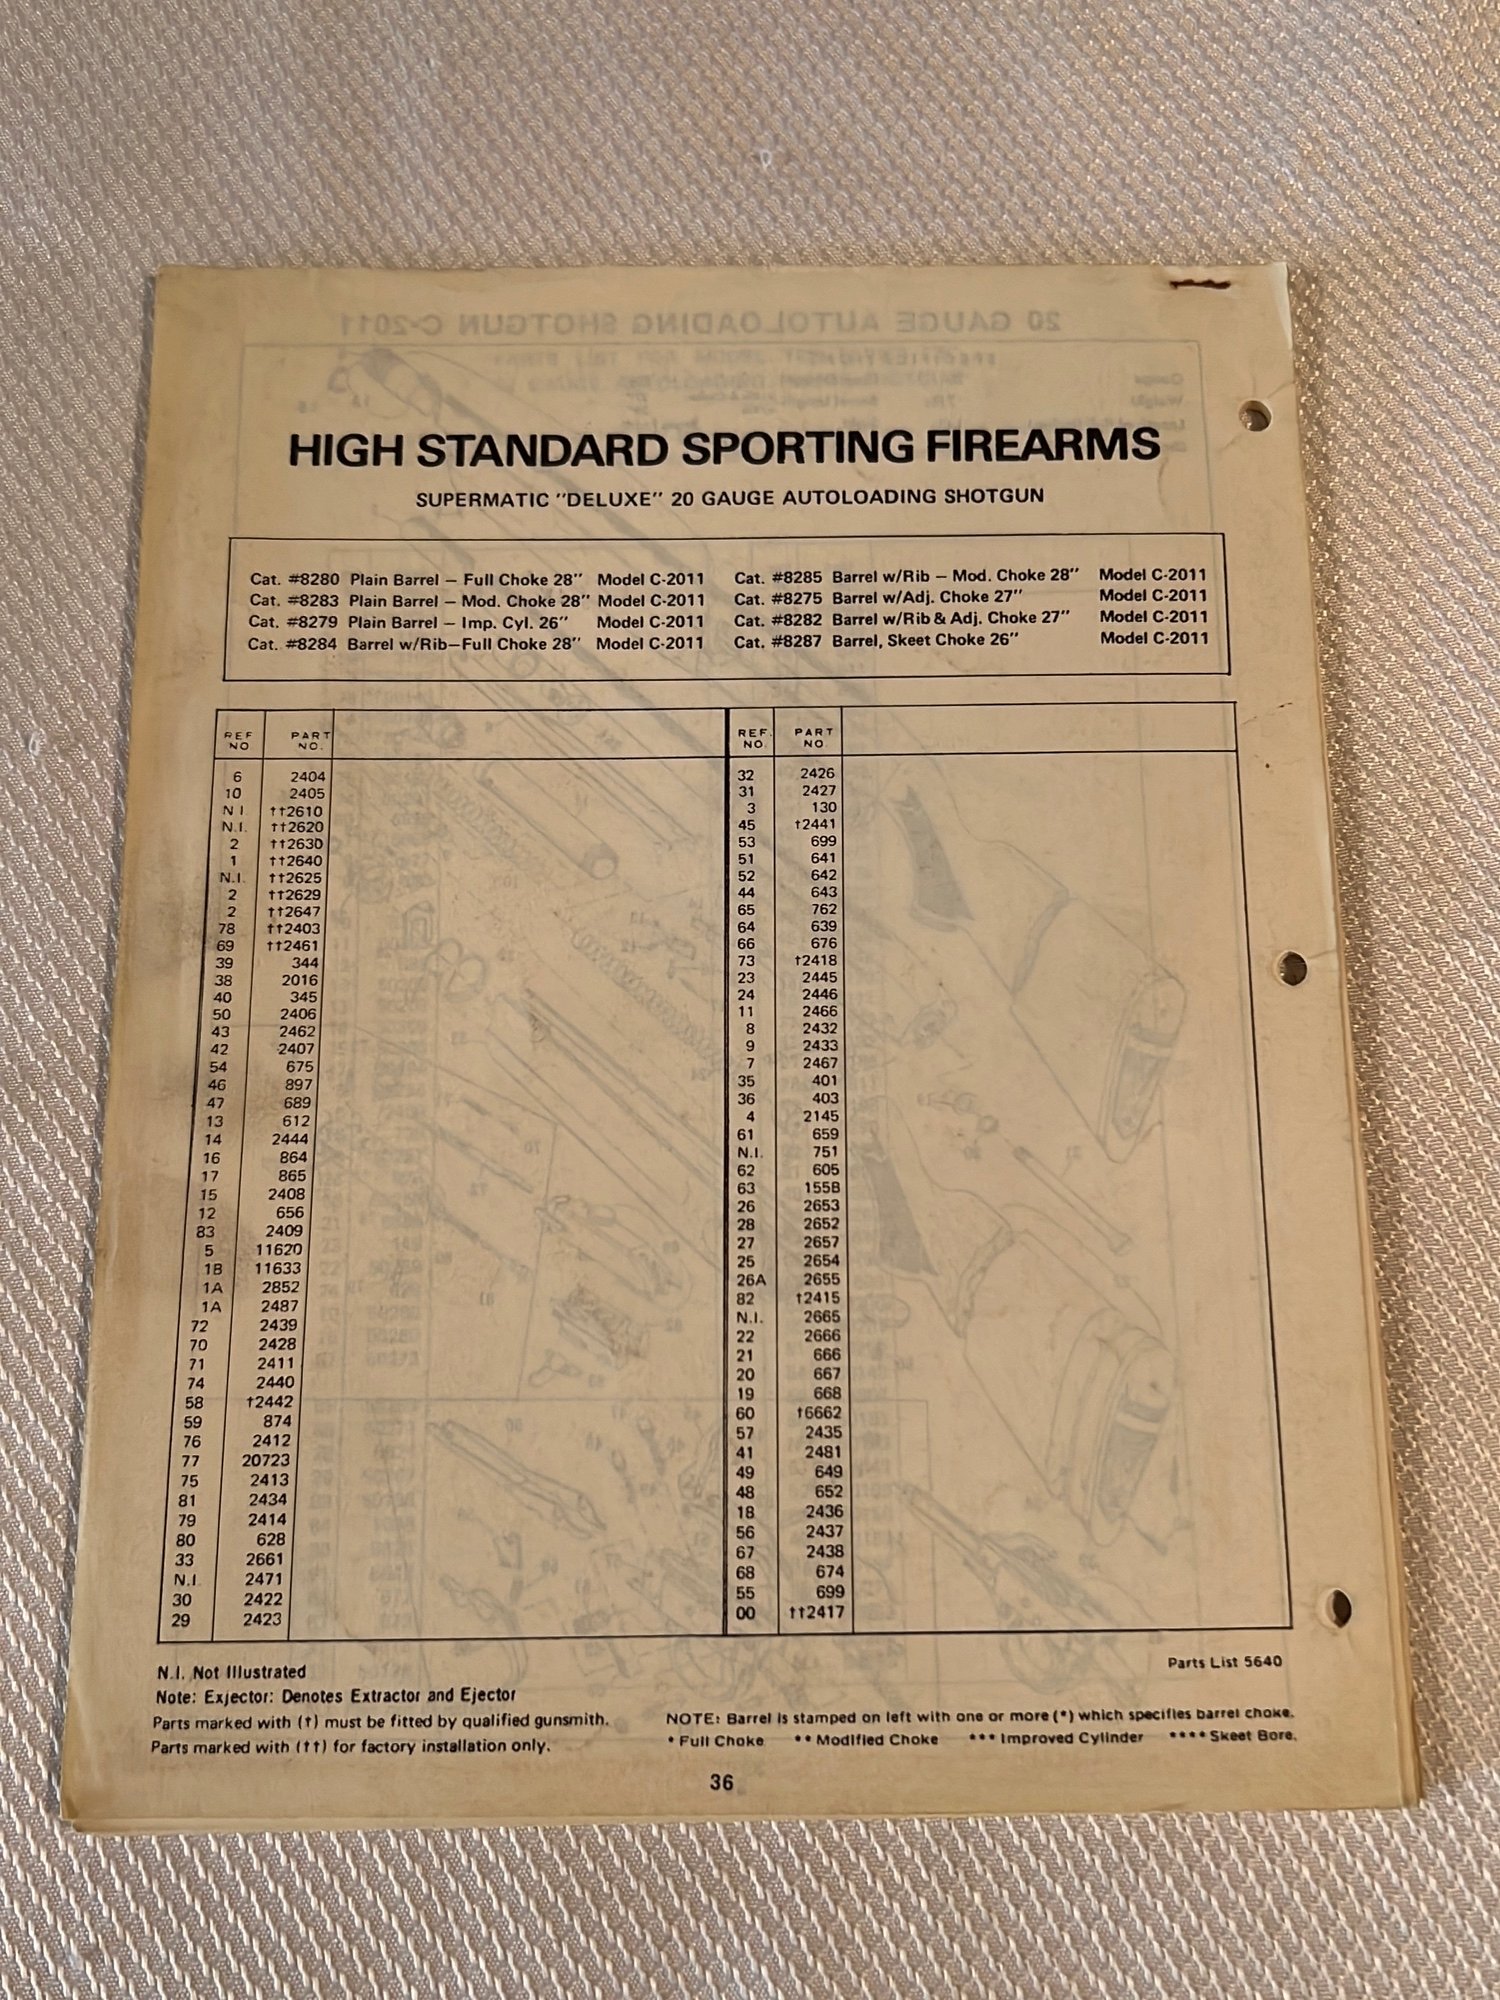 20 GAUGE AUTOLOADING SHOTGUN C-2011
HIGH STANDARD SPORTING FIREARMS
SUPERMATIC "DELUXE" 20 GAUGE AUTOLOADING SHOTGUN
Cat. #8280 Plain Barrel – Full Choke 28" Model C-2011 Cat. #8285 Barrel w/Rib – Mod. Choke 28" Model C-2011
Cat. #8283 Plain Barrel – Mod. Choke 28" Model C-2011 Cat. #8275 Barrel w/Adj. Choke 27" Model C-2011
Cat. #8279 Plain Barrel – Imp. Cyl. 26" Model C-2011 Cat. #8282 Barrel w/Rib & Adj. Choke 27" Model C-2011
Cat. #8284 Barrel w/Rib–Full Choke 28" Model C-2011 Cat. #8287 Barrel, Skeet Choke 26" Model C-2011
REF NO PART NO. REF. NO. PART NO.
6 2404 32 2426
10 2405 31 2427
N I ††2610 3 130
N.I. ††2620 45 †2441
2 ††2630 53 699
1 ††2640 51 641
N.I. ††2625 52 642
2 ††2629 44 643
2 ††2647 65 762
78 ††2403 64 639
69 ††2461 66 676
39 344 73 †2418
38 2016 23 2445
40 345 24 2446
50 2406 11 2466
43 2462 8 2432
42 2407 9 2433
54 675 7 2467
46 897 35 401
47 689 36 403
13 612 4 2145
14 2444 61 659
16 864 N.I. 751
17 865 62 605
15 2408 63 155B
12 656 26 2653
83 2409 28 2652
5 11620 27 2657
1B 11633 25 2654
1A 2852 26A 2655
1A 2487 82 †2415
72 2439 N.I. 2665
70 2428 22 2666
71 2411 21 666
74 2440 20 667
58 †2442 19 668
59 874 60 †6662
76 2412 57 2435
77 20723 41 2481
75 2413 49 649
81 2434 48 652
79 2414 18 2436
80 628 56 2437
33 2661 67 2438
N.I. 2471 68 674
30 2422 55 699
29 2423 00 ††2417
N.I. Not Illustrated Parts List 5640
Note: Exjector: Denotes Extractor and Ejector
Parts marked with (†) must be fitted by qualified gunsmith. NOTE: Barrel is stamped on left with one or more (*) which specifies barrel choke.
Parts marked with (††) for factory installation only. * Full Choke ** Modified Choke *** Improved Cylinder **** Skeet Bore.
36